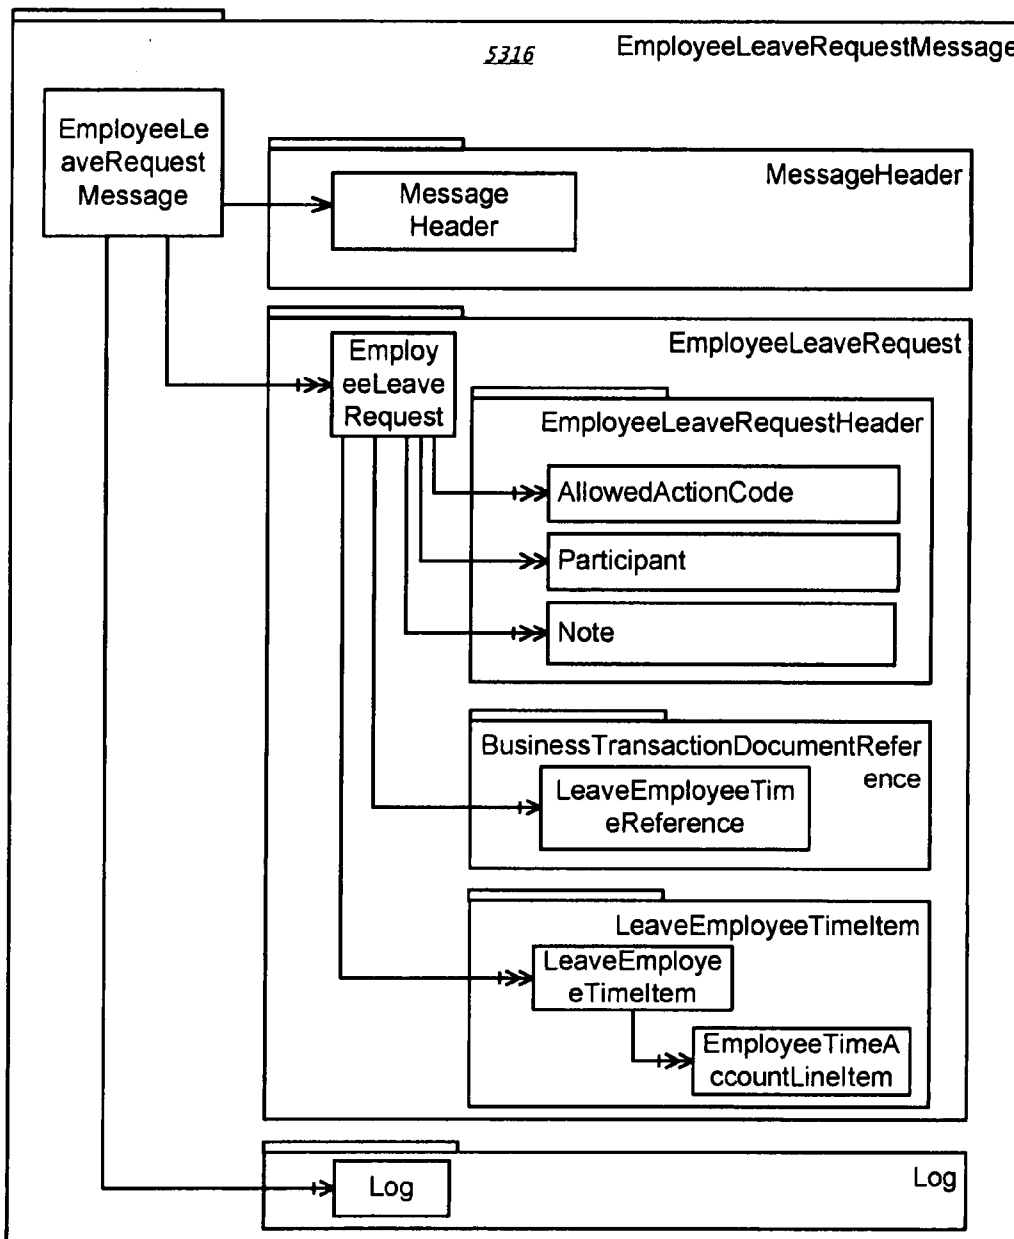 5316
EmployeeLeaveRequestMessage
EmployeeLe
aveRequest
Message
MessageHeader
Message
Header
EmployeeLeaveRequest
Employ
eeLeave
Request
EmployeeLeaveRequestHeader
AllowedActionCode
Participant
Note
BusinessTransactionDocumentRefer
ence
LeaveEmployeeTim
eReference
LeaveEmployeeTimeItem
LeaveEmploye
eTimeItem
EmployeeTimeA
ccountLineItem
Log
Log